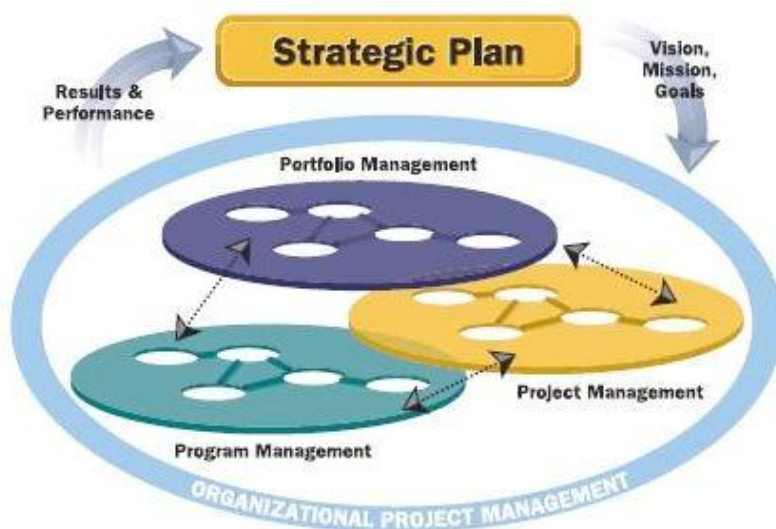 Strategic Plan
Results &
Performance
Vision,
Mission,
Goals
Portfolio Management
Project Management
Program Management
ORGANIZATIONAL PROJECT MANAGEMENT